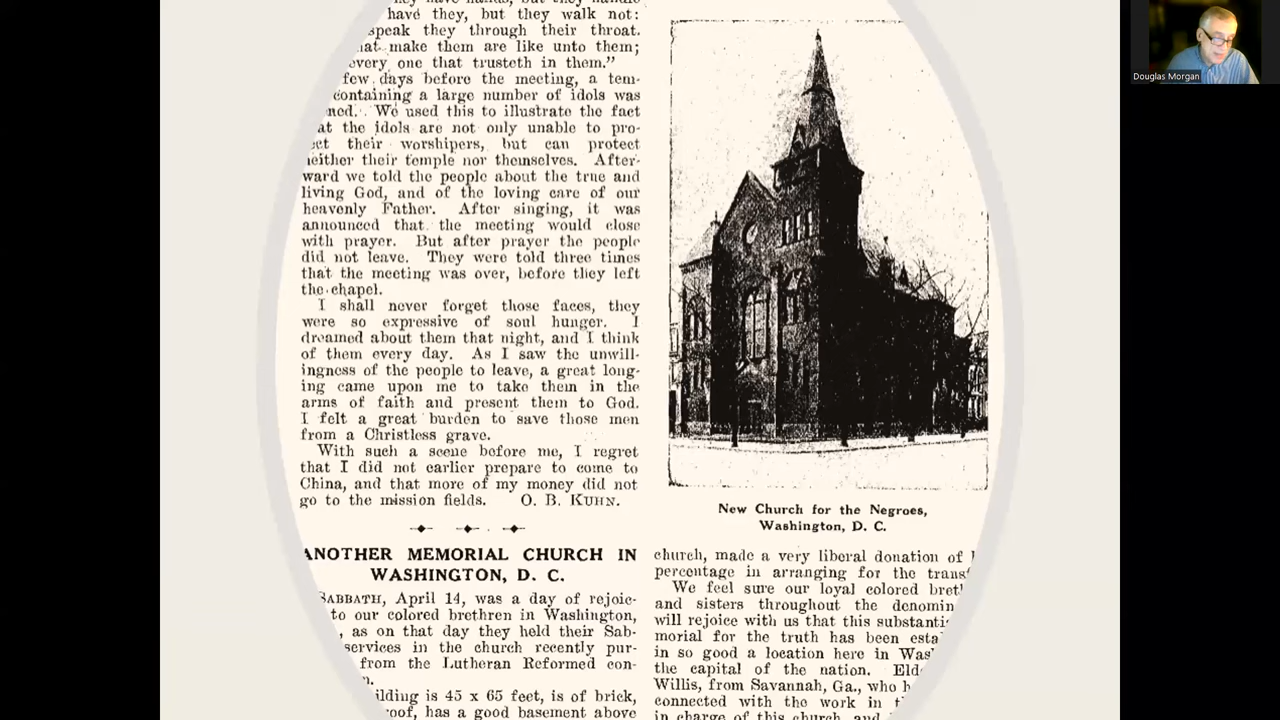 have they, but they walk not:
speak they through their throat.
make them are like unto them;
every one that trusteth in them."
few days before the meeting, a tem-
containing a large number of idols was
We used this to illustrate the fact
at the idols are not only unable to pro-
their worshipers, but can protect
neither their temple nor themselves. After-
ward we told the people about the true and
living God, and of the loving care of our
heavenly Father. After singing, it was
announced that the meeting would close
with prayer. But after prayer the people
did not leave. They were told three times
that the meeting was over, before they left
the chapel.
I shall never forget those faces, they
were so expressive of soul hunger. I
dreamed about them that night, and I think
of them every day. As I saw the unwill-
ingness of the people to leave, a great long-
ing came upon me to take them in the
arms of faith and present them to God.
I felt a great burden to save those men
from a Christless grave.
With such a scene before me, I regret
that I did not earlier prepare to come to
China, and that more of my money did not
go to the mission fields. O. B. KUHN.
ANOTHER MEMORIAL CHURCH IN
WASHINGTON, D. C.
SABBATH, April 14, was a day of rejoic-
to our colored brethren in Washington,
, as on that day they held their Sab-
services in the church recently pur-
from the Lutheran Reformed con-
ilding is 45 x 65 feet, is of brick,
roof, has a good basement above
New Church for the Negroes,
Washington, D. C.
church, made a very liberal donation of
percentage in arranging for the
We feel sure our loyal colored
and sisters throughout the denomin
will rejoice with us that this
morial for the truth has been
in so good a location here in
the capital of the nation.
Willis, from Savannah, Ga., who
connected with the work in
in charge of this church, and
Douglas Morgan